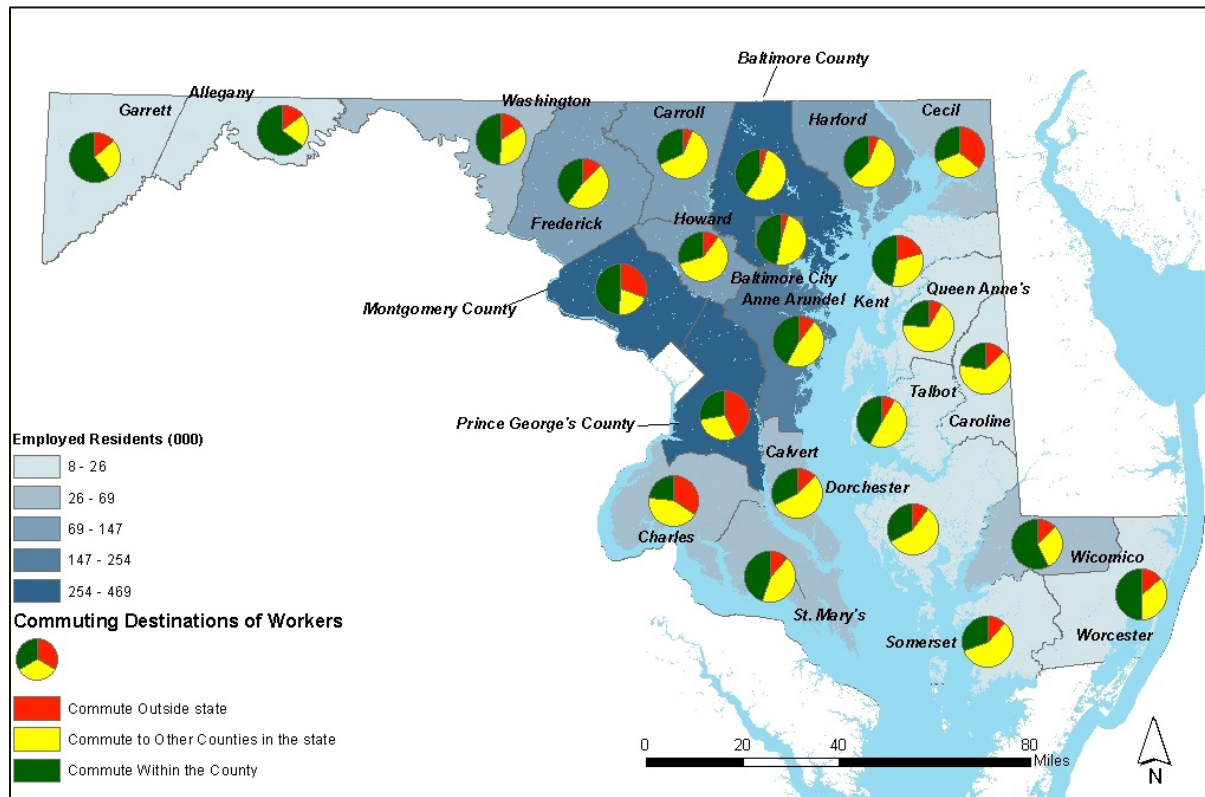 Baltimore County
Garrett
Allegany
Washington
Carroll
Harford
Cecil
Frederick
Howard
Baltimore City
Anne Arundel
Kent
Queen Anne's
Montgomery County
Talbot
Caroline
Prince George's County
Calvert
Dorchester
Charles
Wicomico
St. Mary's
Somerset
Worcester
Employed Residents (000)
8 - 26
26 - 69
69 - 147
147 - 254
254 - 469
Commuting Destinations of Workers
Commute Outside state
Commute to Other Counties in the state
Commute Within the County
0 20 40 80
Miles
N